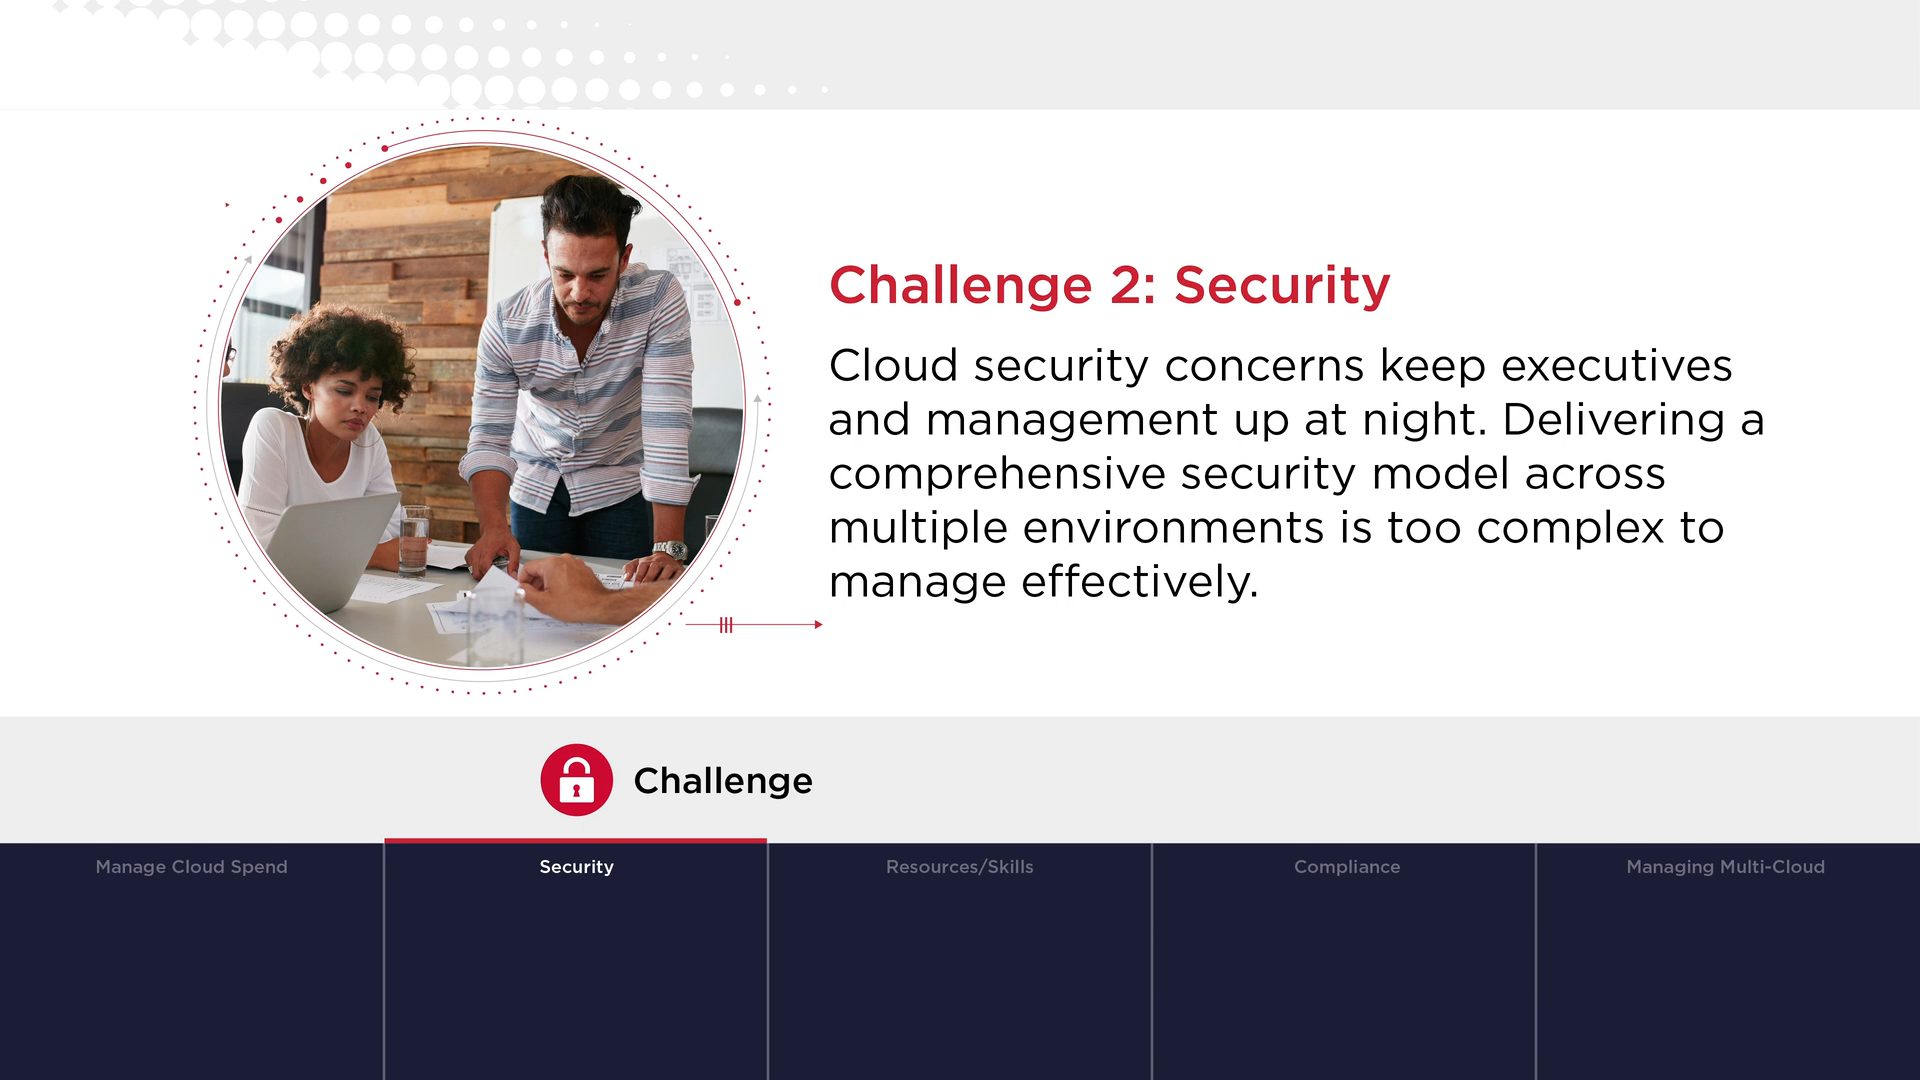 Challenge 2: Security
Cloud security concerns keep executives
and management up at night. Delivering a
comprehensive security model across
multiple environments is too complex to
manage effectively.
Challenge
Manage Cloud Spend
Security
Resources/Skills
Compliance
Managing Multi-Cloud